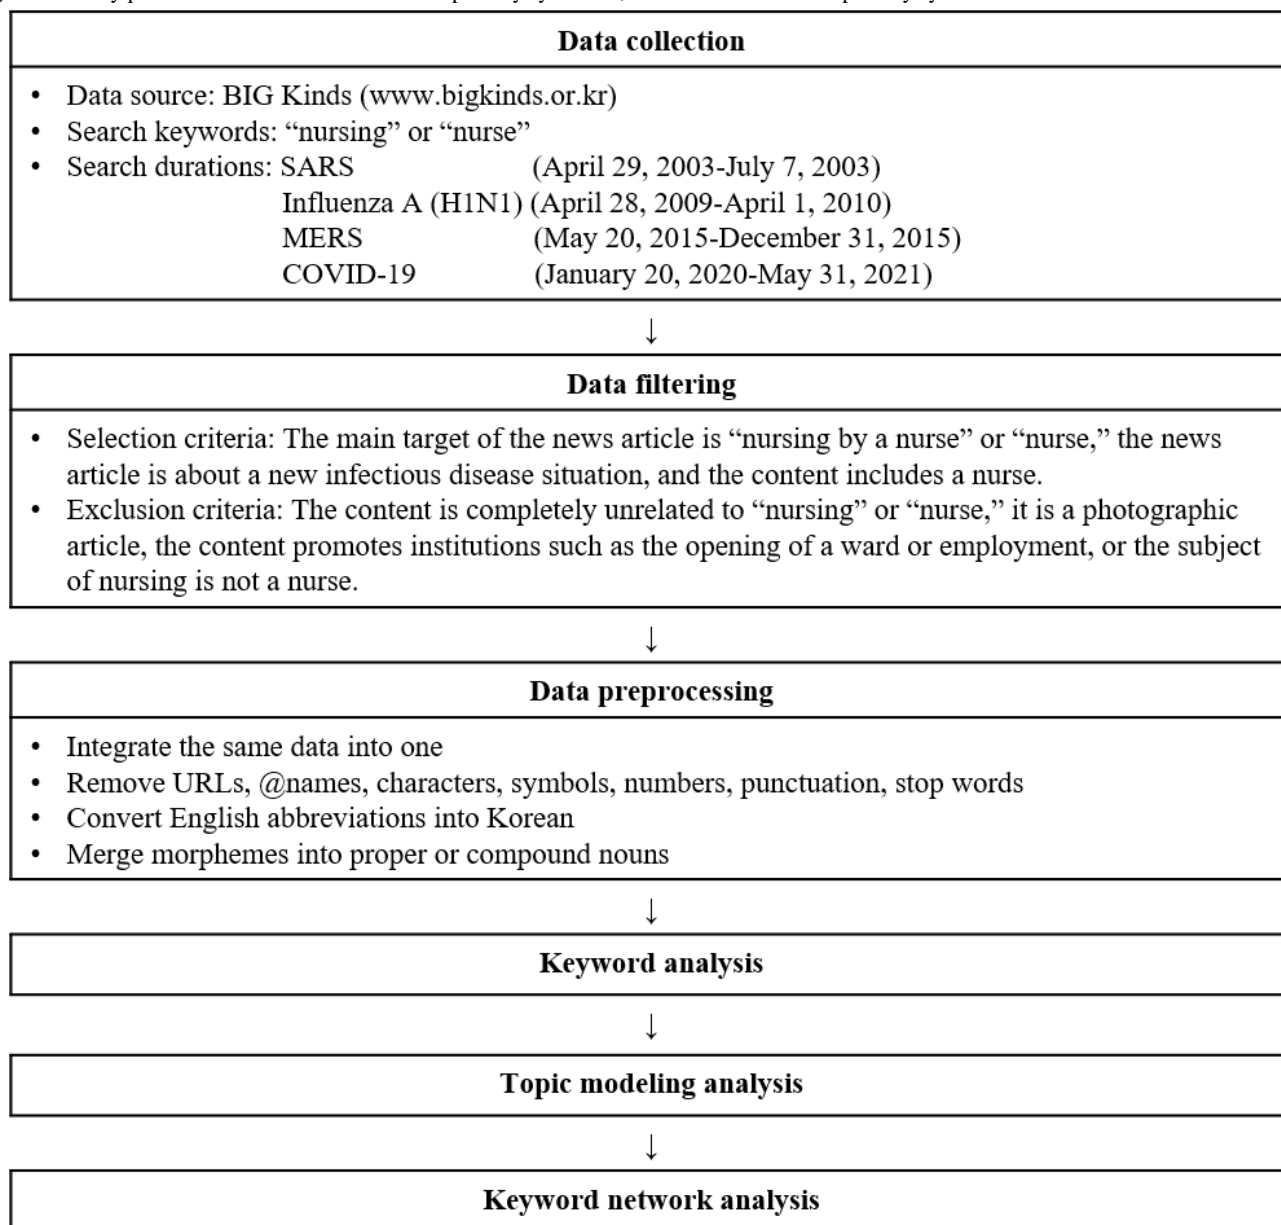 Data collection
• Data source: BIG Kinds (www.bigkinds.or.kr)
• Search keywords: “nursing” or “nurse”
• Search durations: SARS (April 29, 2003-July 7, 2003)
Influenza A (H1N1) (April 28, 2009-April 1, 2010)
MERS (May 20, 2015-December 31, 2015)
COVID-19 (January 20, 2020-May 31, 2021)
↓
Data filtering
• Selection criteria: The main target of the news article is “nursing by a nurse” or “nurse,” the news
article is about a new infectious disease situation, and the content includes a nurse.
• Exclusion criteria: The content is completely unrelated to “nursing” or “nurse,” it is a photographic
article, the content promotes institutions such as the opening of a ward or employment, or the subject
of nursing is not a nurse.
↓
Data preprocessing
• Integrate the same data into one
• Remove URLs, @names, characters, symbols, numbers, punctuation, stop words
• Convert English abbreviations into Korean
• Merge morphemes into proper or compound nouns
↓
Keyword analysis
↓
Topic modeling analysis
↓
Keyword network analysis